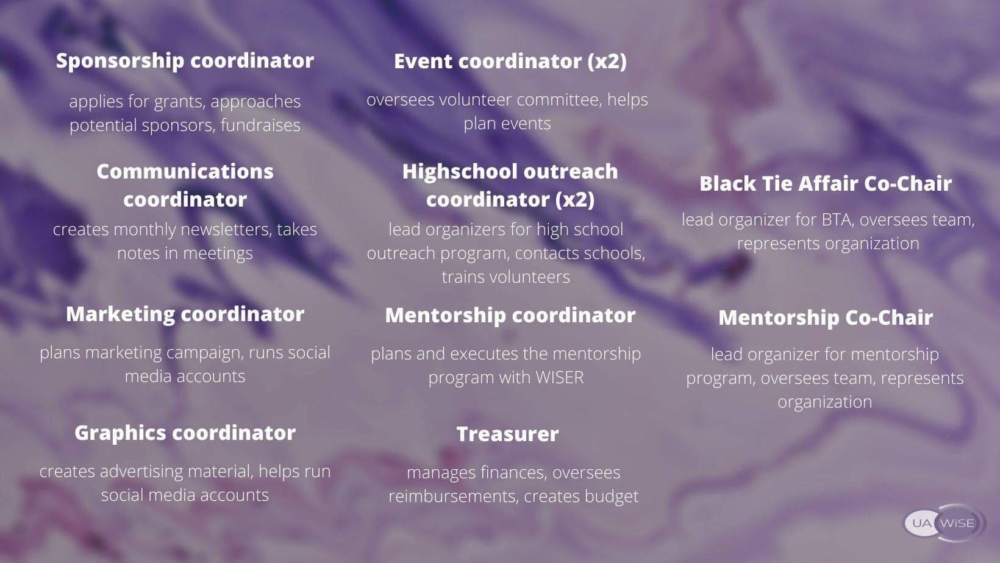 Sponsorship coordinator
applies for grants, approaches
potential sponsors, fundraises
Communications
coordinator
creates monthly newsletters, takes
notes in meetings
Marketing coordinator
plans marketing campaign, runs social
media accounts
Graphics coordinator
creates advertising material, helps run
social media accounts
Event coordinator (x2)
oversees volunteer committee, helps
plan events
Highschool outreach
coordinator (x2)
lead organizers for high school
outreach program, contacts schools,
trains volunteers
Mentorship coordinator
plans and executes the mentorship
program with WISER
Treasurer
manages finances, oversees
reimbursements, creates budget
Black Tie Affair Co-Chair
lead organizer for BTA, oversees team,
represents organization
Mentorship Co-Chair
lead organizer for mentorship
program, oversees team, represents
organization
UA WiSE